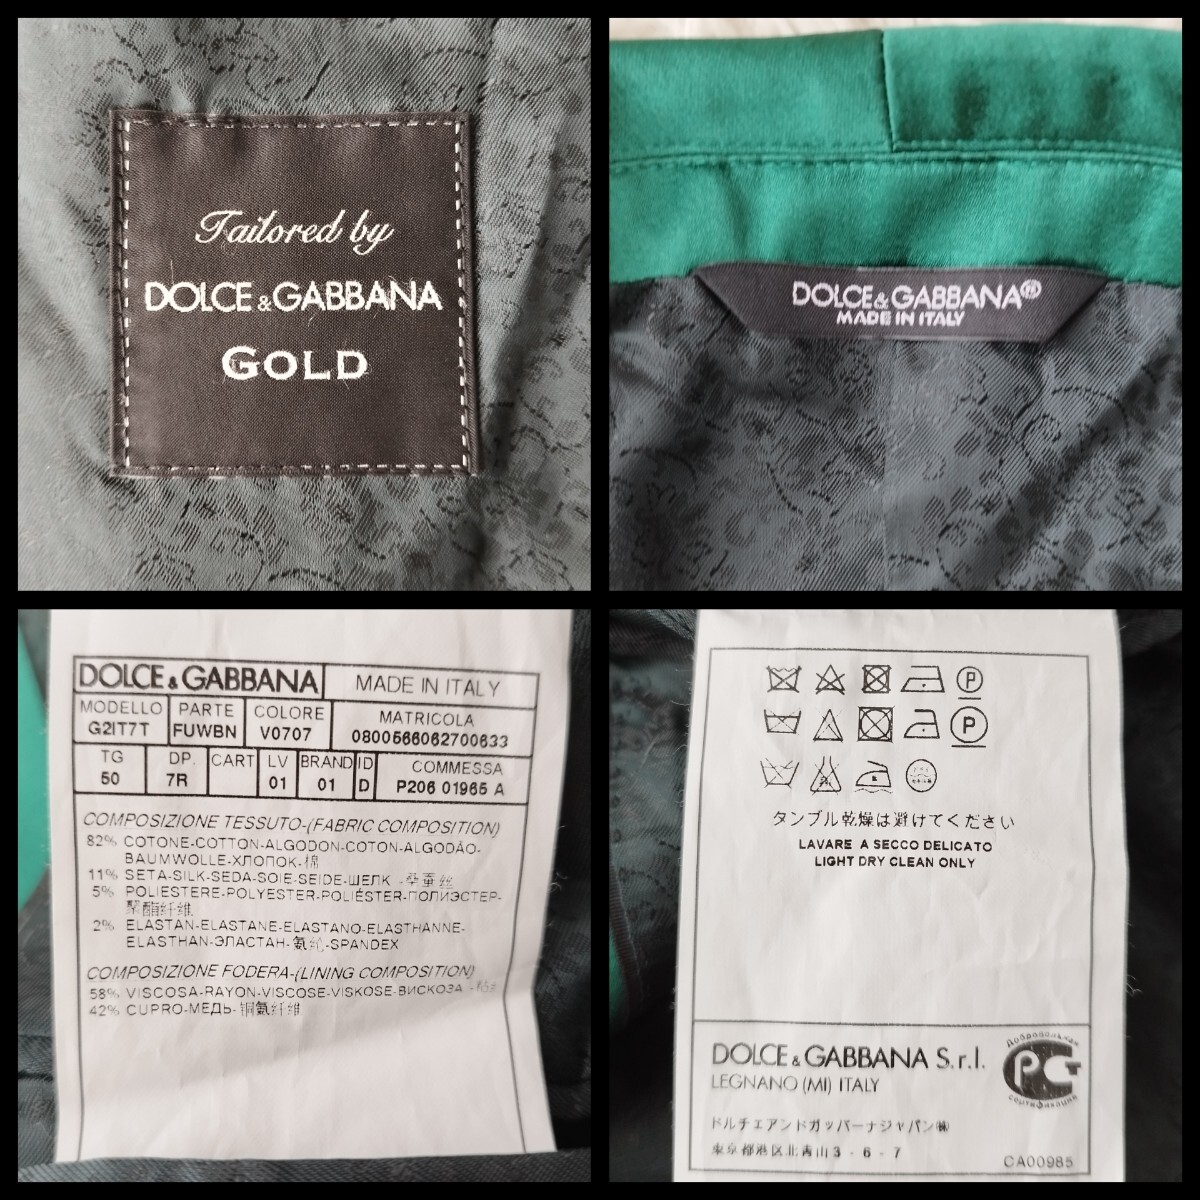 Tailored by
DOLCE & GABBANA
GOLD
DOLCE & GABBANA®
MADE IN ITALY
DOLCE & GABBANA MADE IN ITALY
MODELLO PARTE COLORE MATRICOLA
G2IT7T FUWBN V0707 0800566062700633
TG DP. CART LV BRAND ID COMMESSA
50 7R 01 01 D P206 01965 A
COMPOSIZIONE TESSUTO-(FABRIC COMPOSITION)
82% COTONE-COTTON-ALGODON-COTON-ALGODÃO-
BAUMWOLLE-ХЛОПОК-棉
11% SETA-SILK-SEDA-SOIE-SEIDE-ШЕЛК -桑蚕丝
5% POLIESTERE-POLYESTER-POLIÉSTER-ПОЛИЭСТЕР-
聚酯纤维
2% ELASTAN-ELASTANE-ELASTANO-ELASTHANNE-
ELASTHAN-ЭЛАСТАН-氨纶-SPANDEX
COMPOSIZIONE FODERA-(LINING COMPOSITION)
58% VISCOSA-RAYON-VISCOSE-VISKOSE-ВИСКОЗА
42% CUPRO-МЕДЬ-铜氨纤维
P
P
タンブル乾燥は避けてください
LAVARE A SECCO DELICATO
LIGHT DRY CLEAN ONLY
DOLCE & GABBANA S.r.l.
LEGNANO (MI) ITALY
Добровольная
РСТ
сертификация
ドルチェアンドガッバーナジャパン㈱
東京都港区北青山3-6-7
CA00985